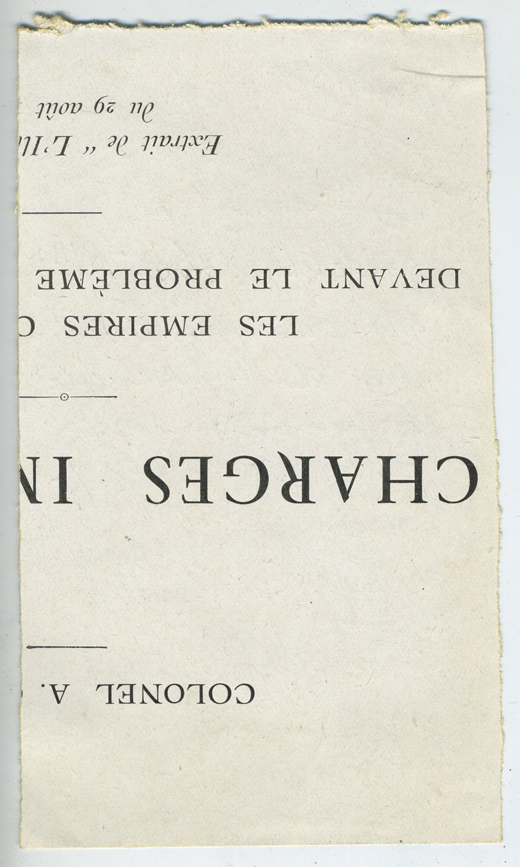 COLONEL A.
CHARGES IN
LES EMPIRES C
DEVANT LE PROBLÈME
Extrait de "L'Ill
du 29 août